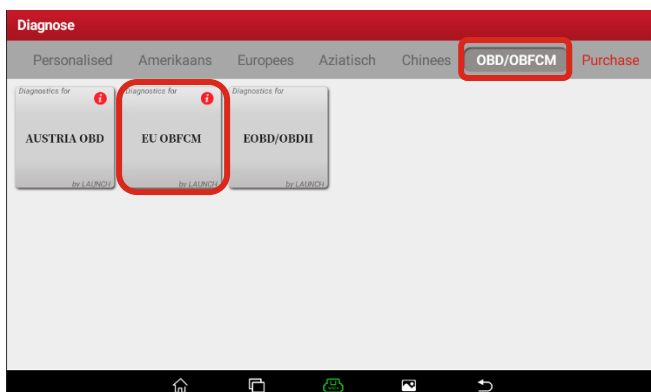 Diagnose
Personalised Amerikaans Europees Aziatisch Chinees OBD/OBFCM Purchase
Diagnostics for Diagnostics for Diagnostics for
i i
AUSTRIA OBD EU OBFCM EOBD/OBDII
by LAUNCH by LAUNCH by LAUNCH